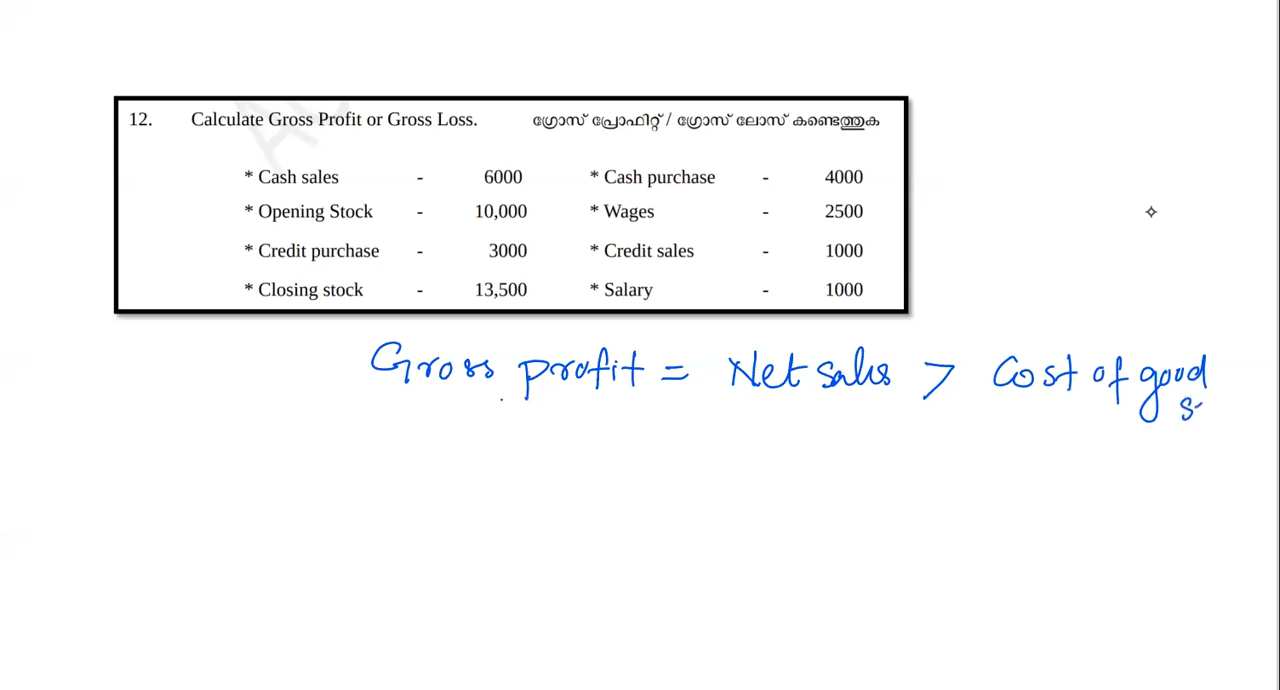 12. Calculate Gross Profit or Gross Loss. ഗ്രോസ് പ്രോഫിറ്റ് / ഗ്രോസ് ലോസ് കണ്ടെത്തുക
* Cash sales - 6000 * Cash purchase - 4000
* Opening Stock - 10,000 * Wages - 2500
* Credit purchase - 3000 * Credit sales - 1000
* Closing stock - 13,500 * Salary - 1000
Gross profit = Net sales > Cost of good
s